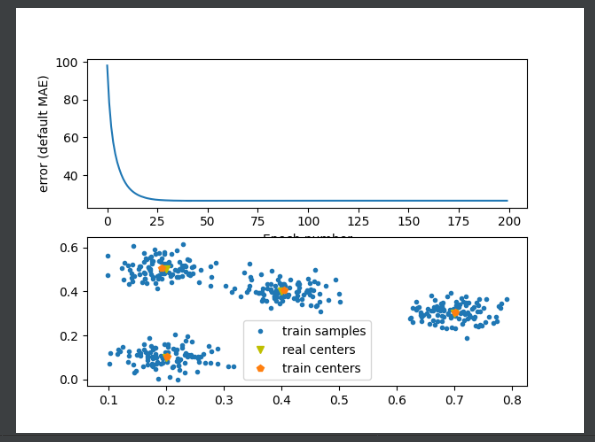 100
80
60
40
error (default MAE)
0 25 50 75 100 125 150 175 200
Epoch number
0.6
0.4
0.2
0.0
train samples
real centers
train centers
0.1 0.2 0.3 0.4 0.5 0.6 0.7 0.8